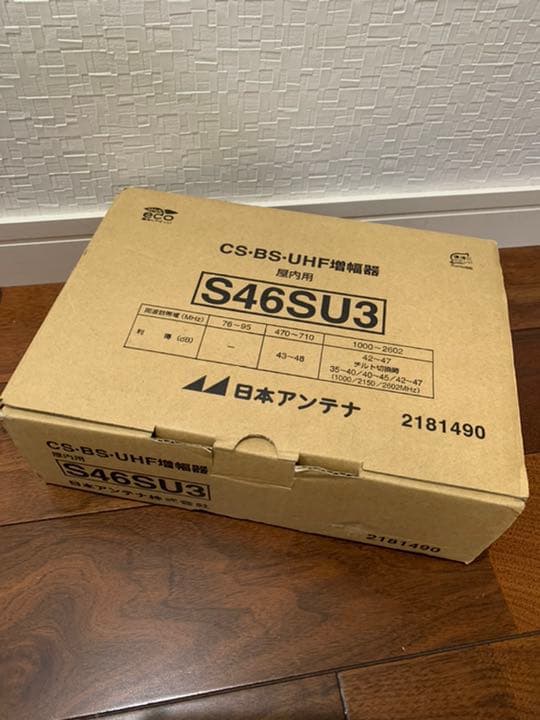 eco
CS・BS・UHF増幅器
屋内用
S46SU3
周波数帯域 (MHz) 76~95 470~710 1000~2602
利 得 (dB) ― 43~48 42~47
チルト切換時
35~40/40~45/42~47
(1000/2150/2602MHz)
日本アンテナ
2181490
CS・BS・UHF増幅器
屋内用
S46SU3
日本アンテナ株式会社
2181490